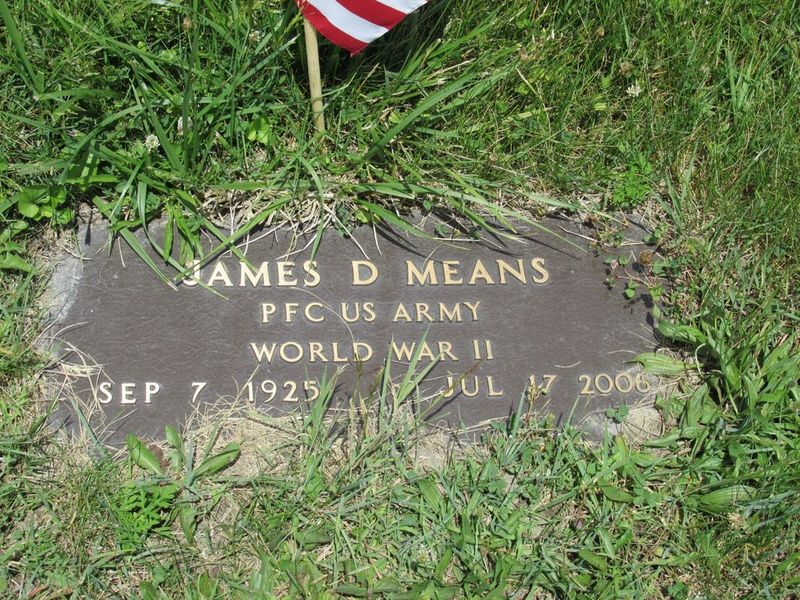 JAMES D MEANS
PFC US ARMY
WORLD WAR II
SEP 7 1925 JUL 17 2006